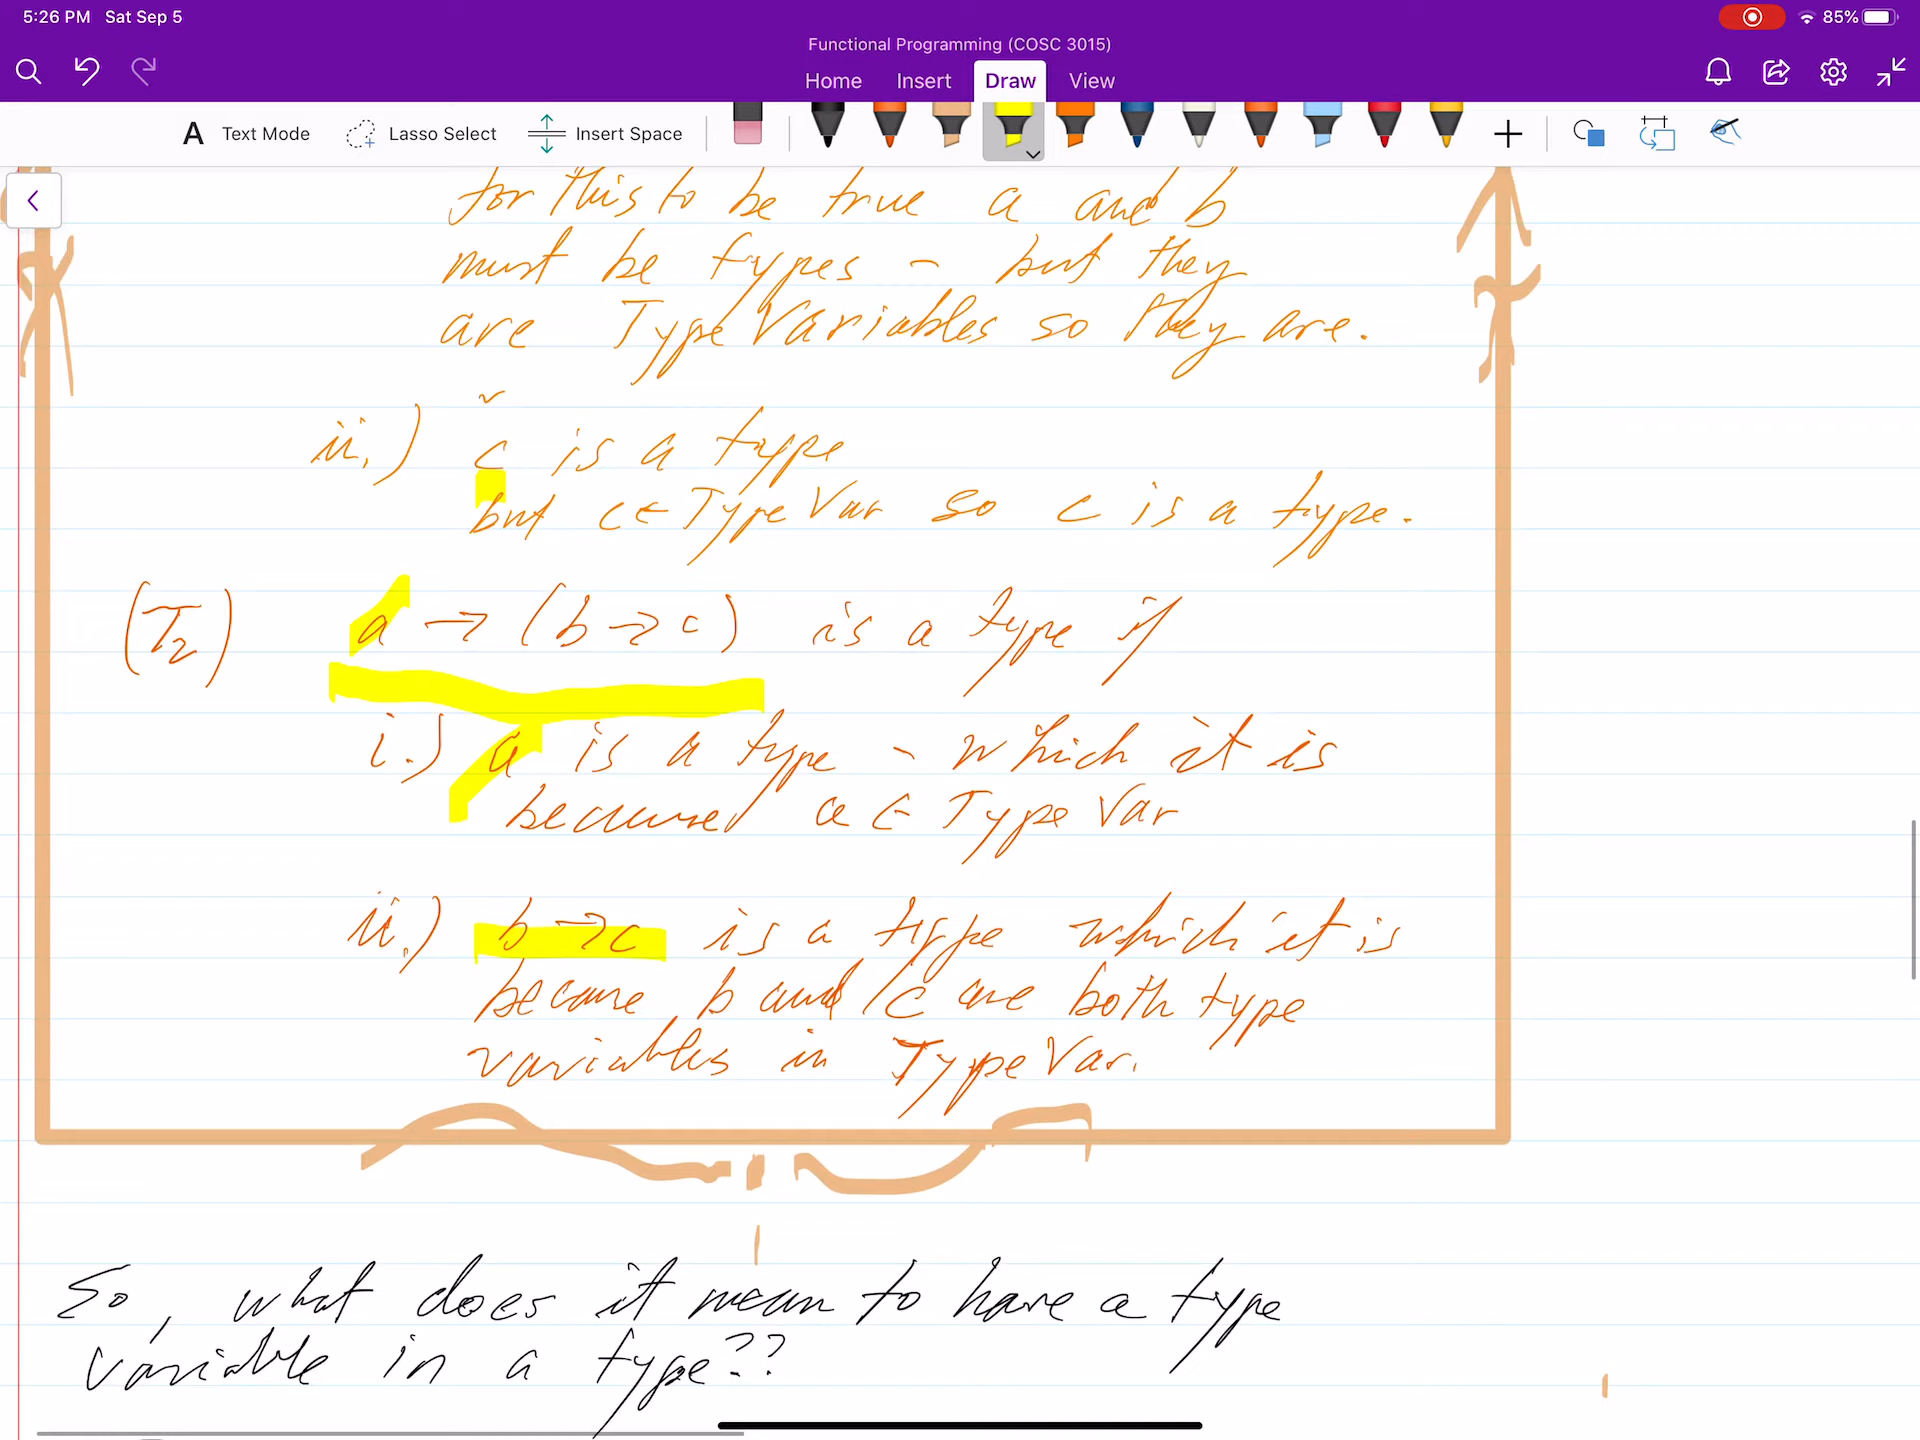 5:26 PM Sat Sep 5
85%
Functional Programming (COSC 3015)
Home Insert Draw View
A Text Mode Lasso Select Insert Space
for this to be true a and b
must be types - but they
are Type Variables so they are.
ii.) c is a type
but c ∈ Type Var so c is a type.
(T2) a → (b → c) is a type if
i.) a is a type - which it is
because a ∈ Type Var
ii.) b → c is a type which it is
because b and c are both type
variables in Type Var.
So, what does it mean to have a type
variable in a type??